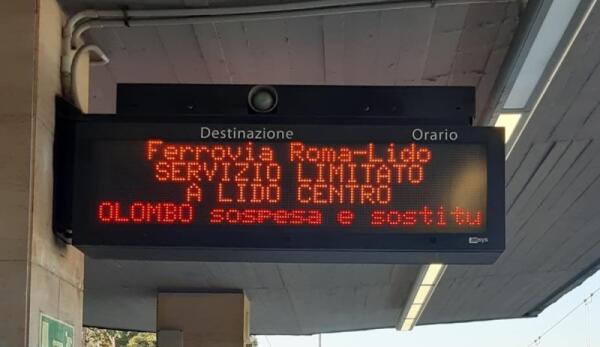 Destinazione Orario
Ferrovia Roma-Lido
SERVIZIO LIMITATO
A LIDO CENTRO
OLOMBO sospesa e sostitu